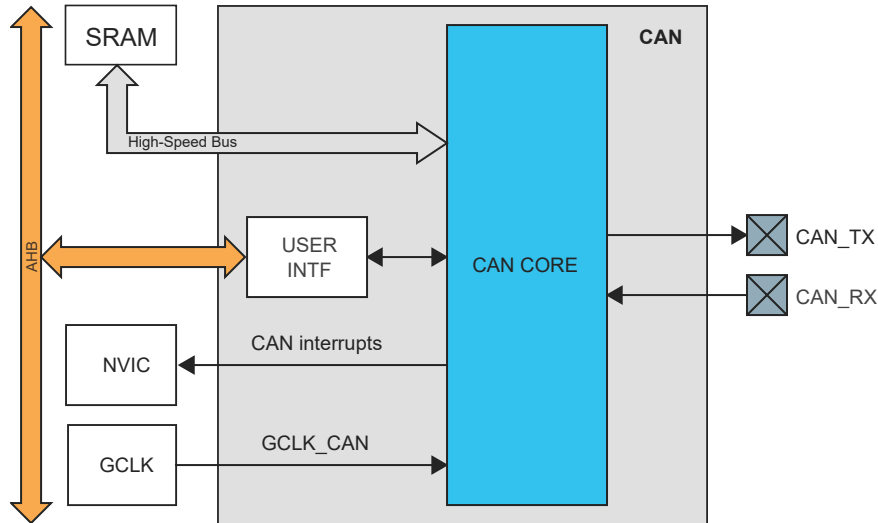 SRAM
CAN
High-Speed Bus
AHB
USER
INTF
CAN CORE
CAN_TX
CAN_RX
CAN interrupts
NVIC
GCLK_CAN
GCLK